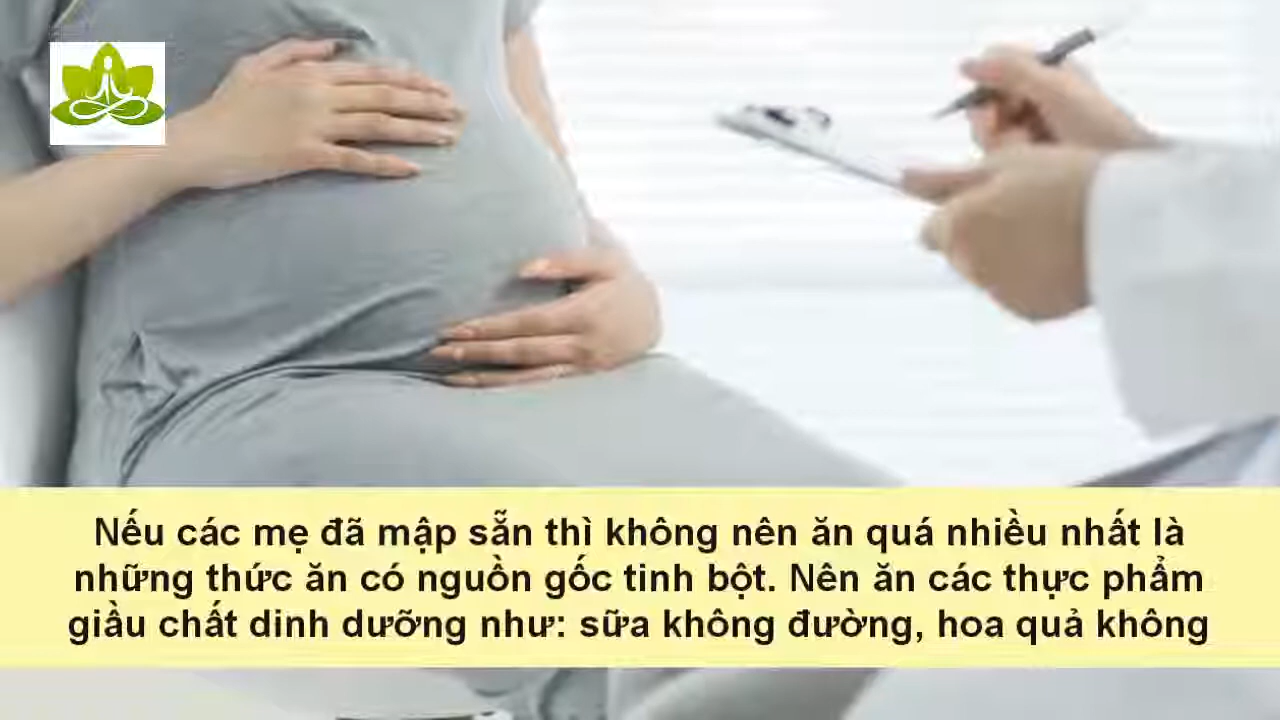 Nếu các mẹ đã mập sẵn thì không nên ăn quá nhiều nhất là
những thức ăn có nguồn gốc tinh bột. Nên ăn các thực phẩm
giầu chất dinh dưỡng như: sữa không đường, hoa quả không